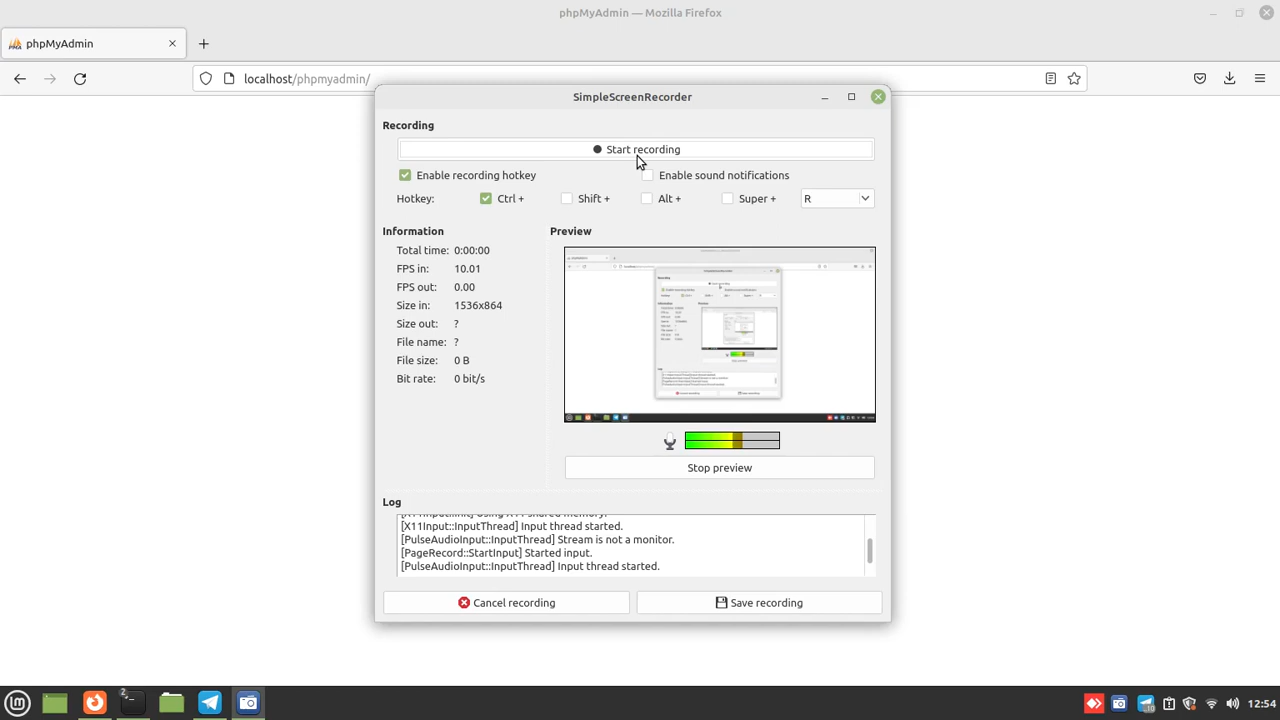 phpMyAdmin — Mozilla Firefox
phpMyAdmin
localhost/phpmyadmin/
SimpleScreenRecorder
Recording
Start recording
Enable recording hotkey
Enable sound notifications
Hotkey: Ctrl + Shift + Alt + Super + R
Information
Preview
Total time: 0:00:00
FPS in: 10.01
FPS out: 0.00
Size in: 1536x864
Size out: ?
File name: ?
File size: 0 B
Bit rate: 0 bit/s
Stop preview
Log
[X11Input::InputThread] Input thread started.
[PulseAudioInput::InputThread] Stream is not a monitor.
[PageRecord::StartInput] Started input.
[PulseAudioInput::InputThread] Input thread started.
Cancel recording
Save recording
12:54